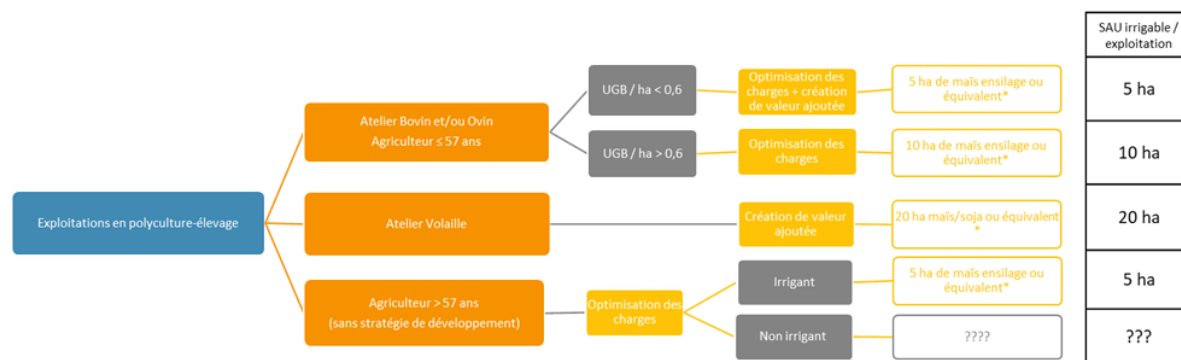 SAU irrigable /
exploitation
UGB / ha < 0,6
Optimisation des
charges + création
de valeur ajoutée
5 ha de maïs ensilage ou
équivalent*
5 ha
Atelier Bovin et/ou Ovin
Agriculteur ≤ 57 ans
UGB / ha > 0,6
Optimisation des
charges
10 ha de maïs ensilage ou
équivalent*
10 ha
Exploitations en polyculture-élevage
Atelier Volaille
Création de valeur
ajoutée
20 ha maïs/soja ou équivalent
*
20 ha
Agriculteur > 57 ans
(sans stratégie de développement)
Optimisation des
charges
Irrigant
5 ha de maïs ensilage ou
équivalent*
5 ha
Non irrigant
????
???